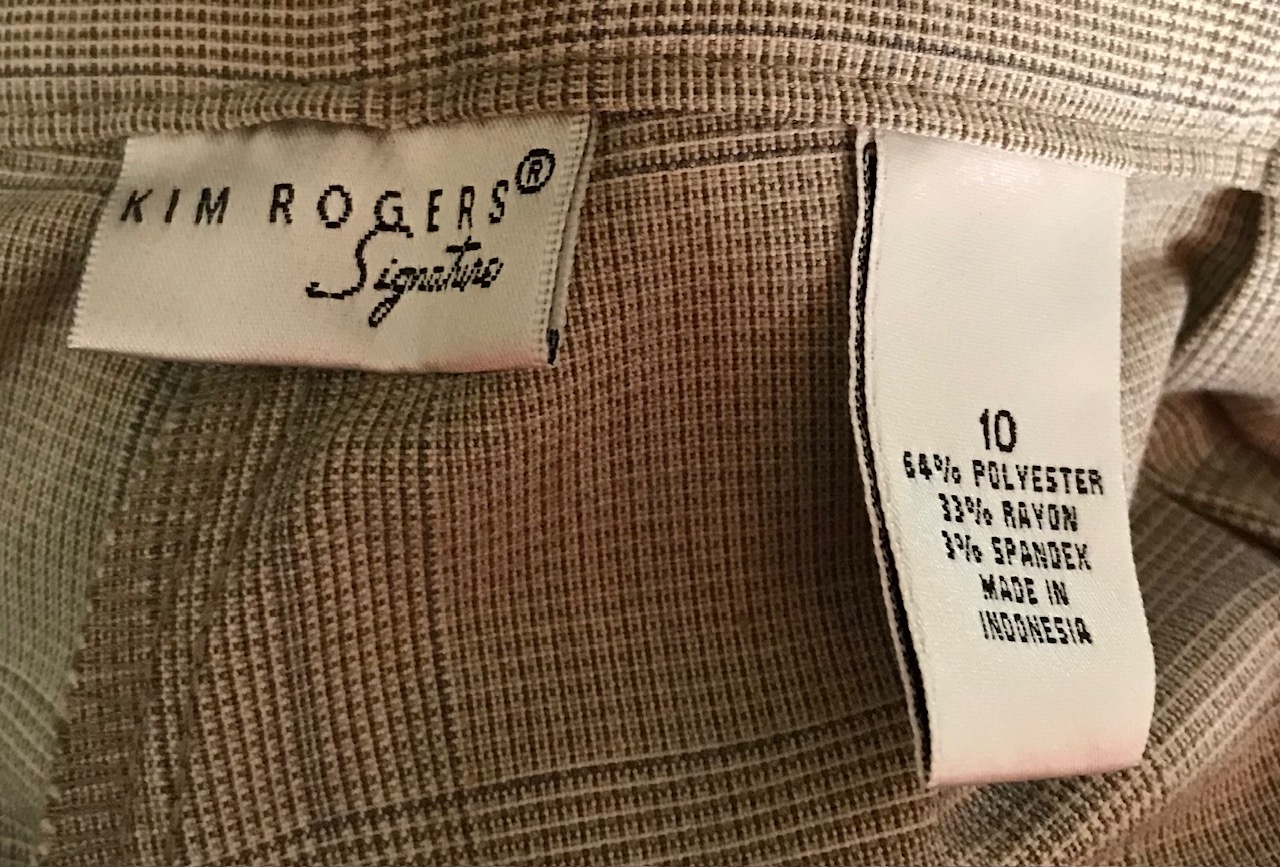 KIM ROGERS®
Signature
10
64% POLYESTER
33% RAYON
3% SPANDEX
MADE IN
INDONESIA